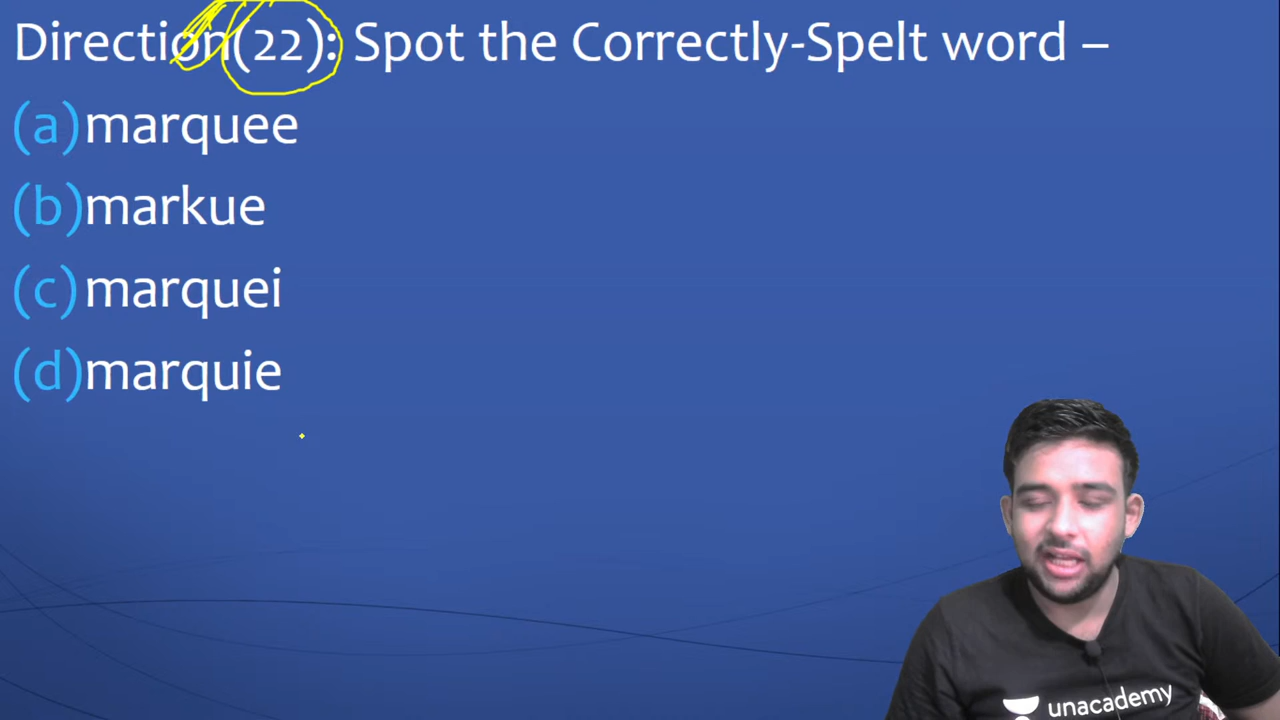 Direction(22): Spot the Correctly-Spelt word –
(a)marquee
(b)markue
(c)marquei
(d)marquie
unacademy